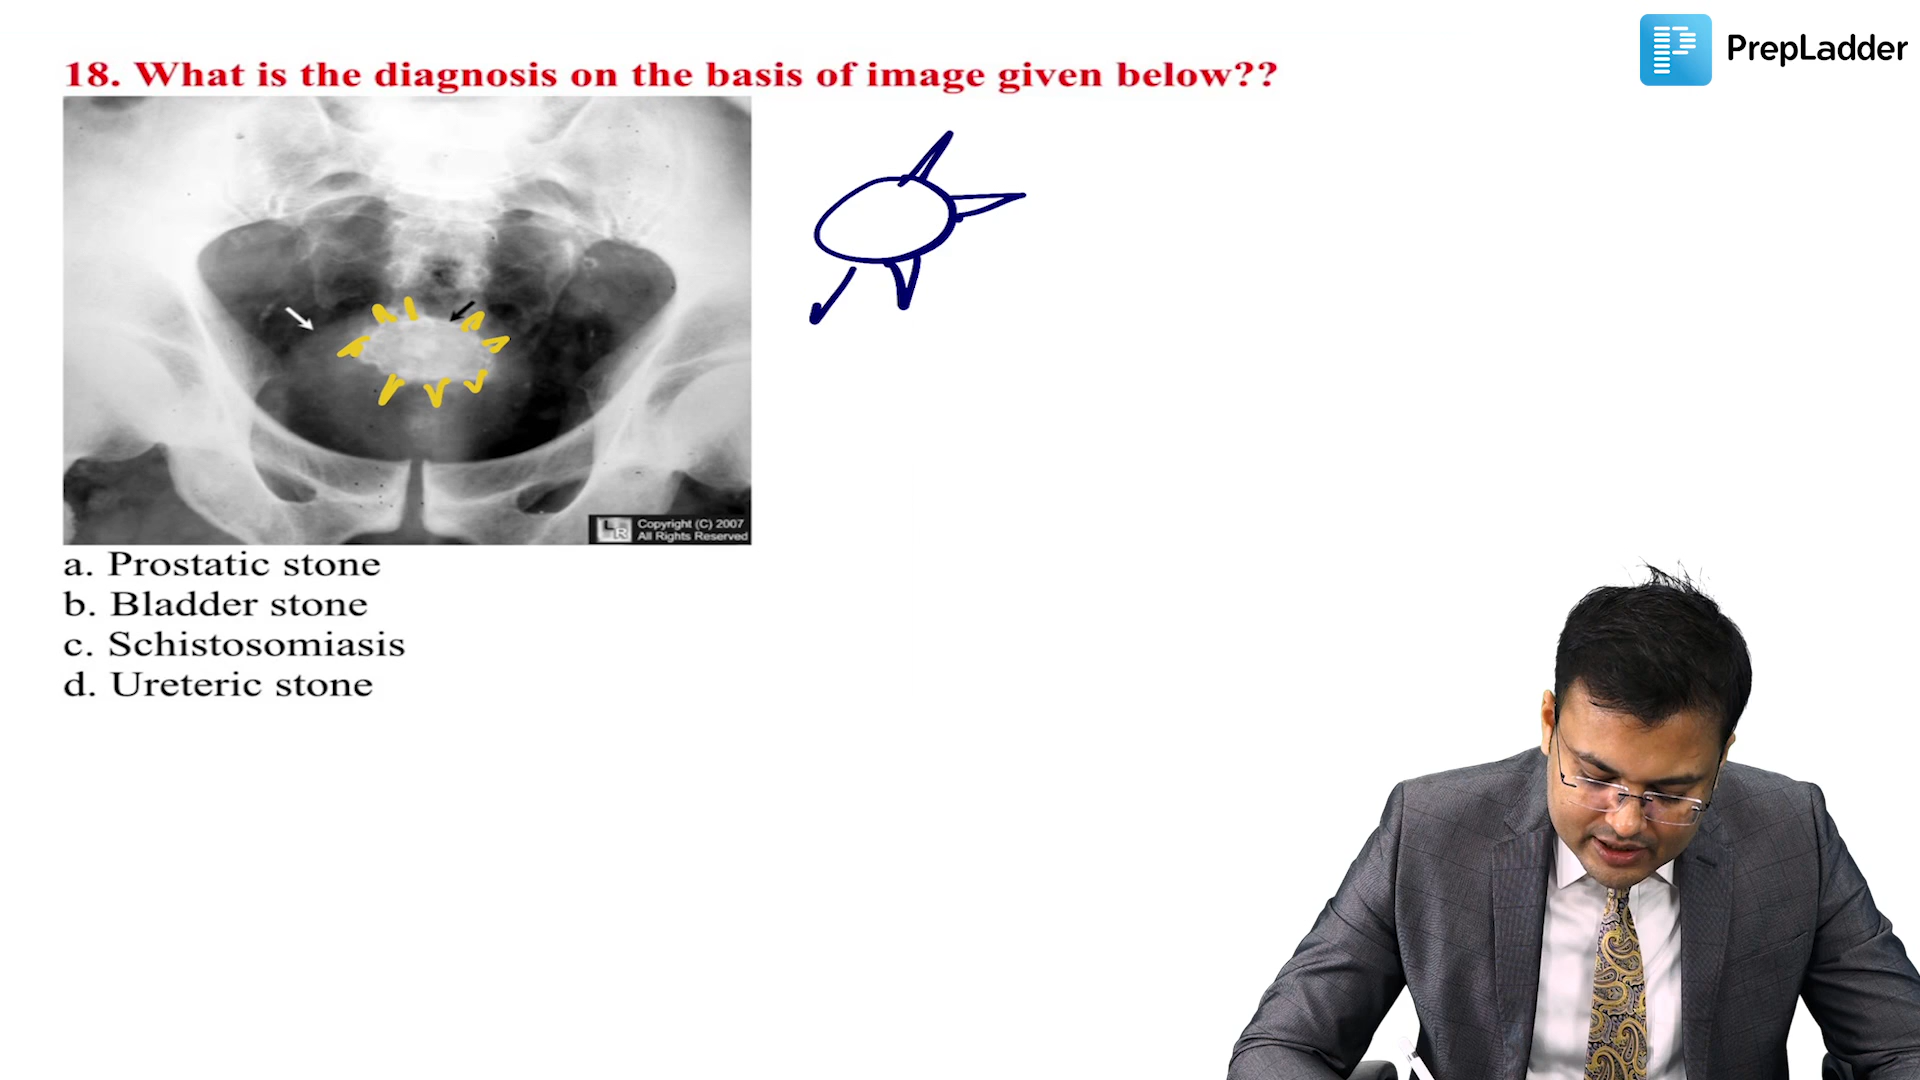 PrepLadder
18. What is the diagnosis on the basis of image given below??
L
R
Copyright (C) 2007
All Rights Reserved
a. Prostatic stone
b. Bladder stone
c. Schistosomiasis
d. Ureteric stone